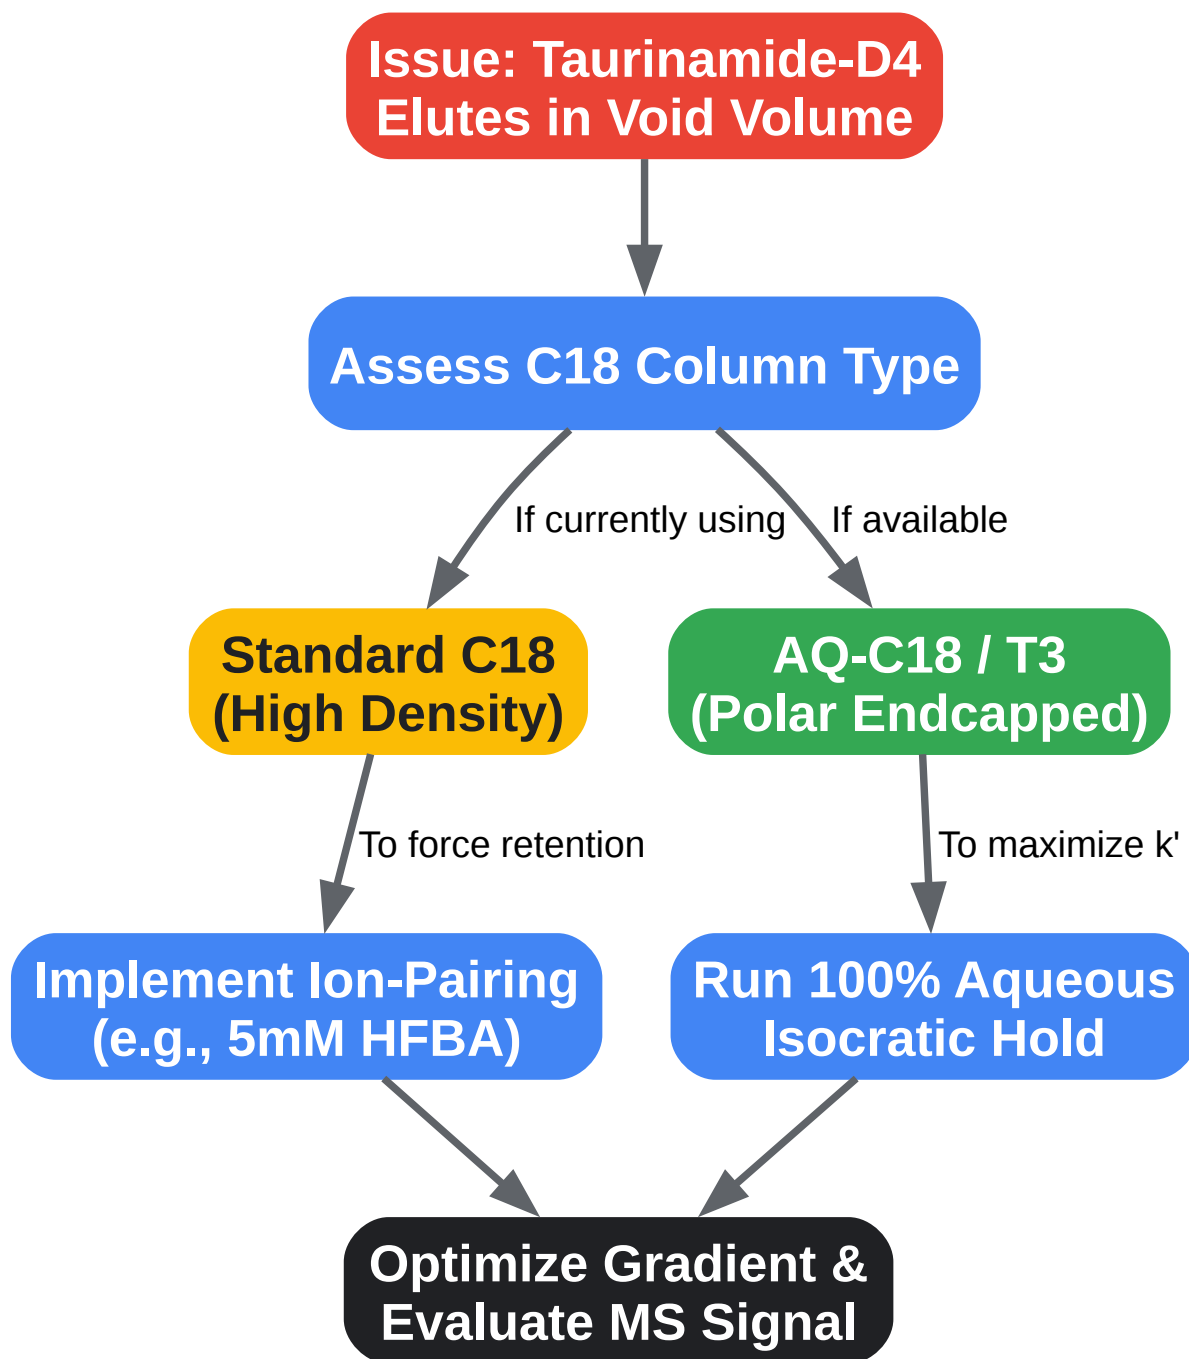 Issue: Taurinamide-D4
Elutes in Void Volume
Assess C18 Column Type
If currently using
If available
Standard C18
(High Density)
AQ-C18 / T3
(Polar Endcapped)
To force retention
To maximize k'
Implement Ion-Pairing
(e.g., 5mM HFBA)
Run 100% Aqueous
Isocratic Hold
Optimize Gradient &
Evaluate MS Signal